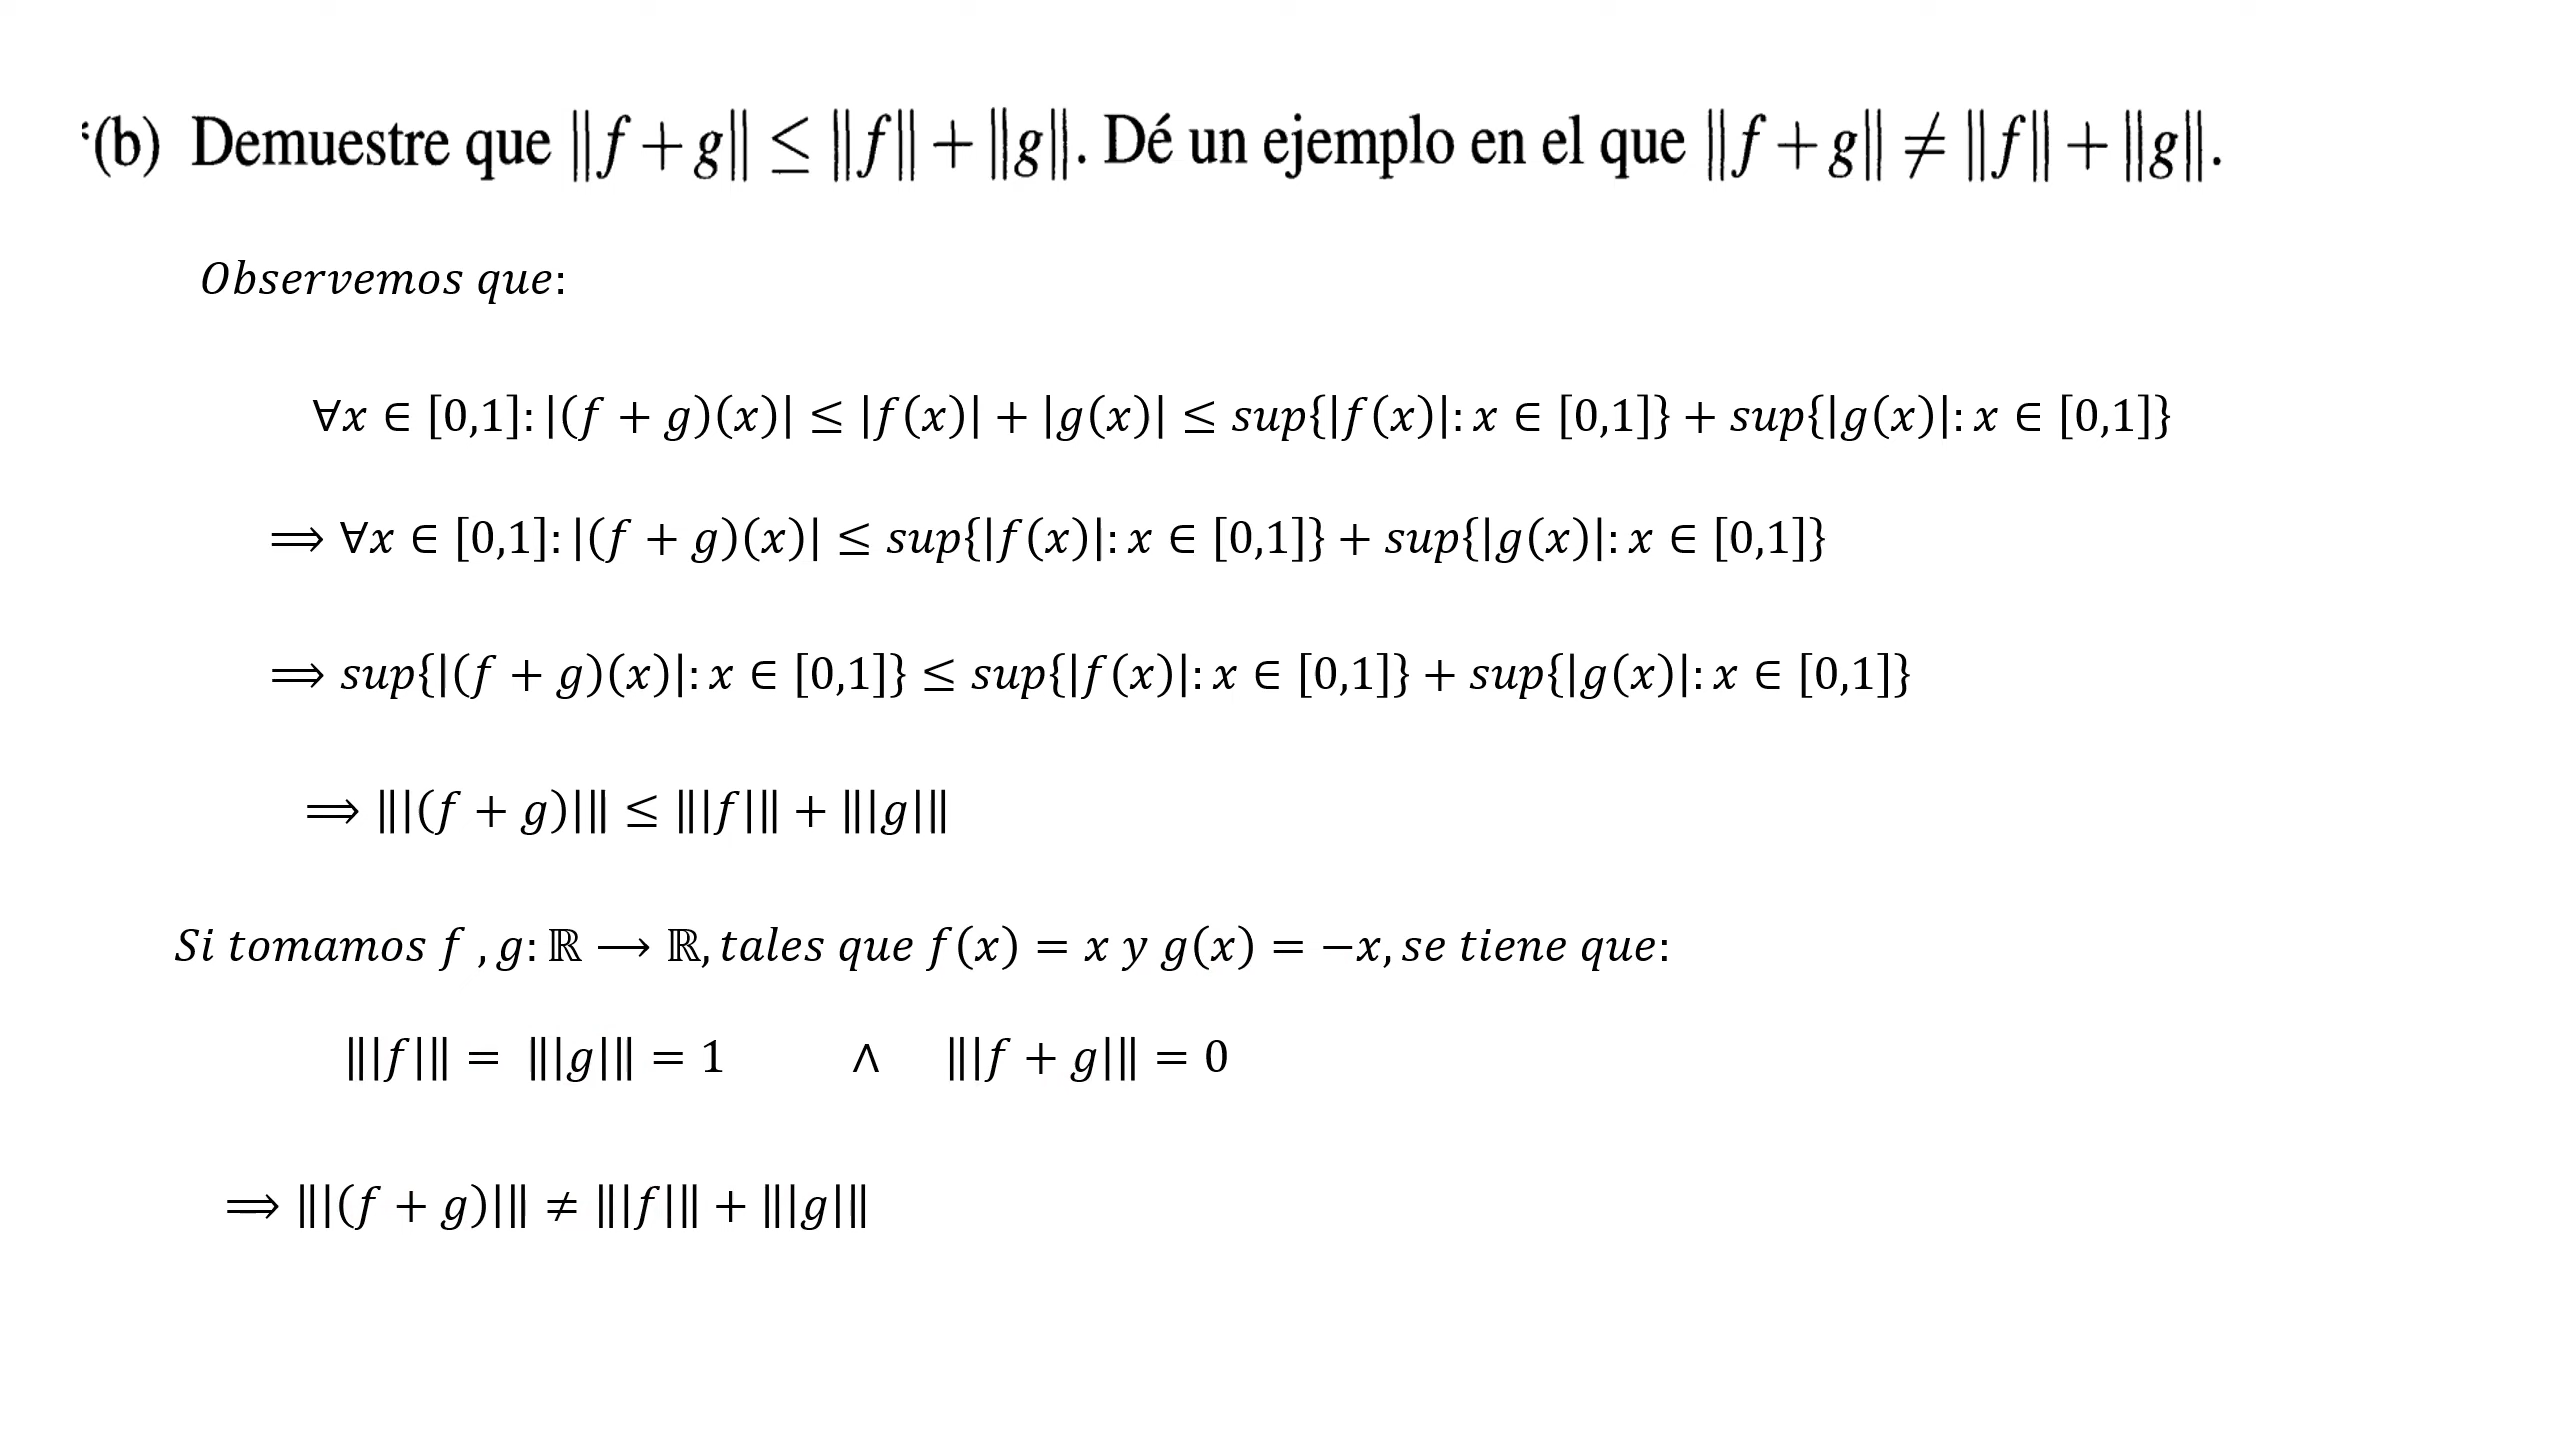 *(b) Demuestre que ‖f + g‖ ≤ ‖f‖ + ‖g‖. Dé un ejemplo en el que ‖f + g‖ ≠ ‖f‖ + ‖g‖.
Observemos que:
∀x ∈ [0,1]: |(f + g)(x)| ≤ |f(x)| + |g(x)| ≤ sup{|f(x)|: x ∈ [0,1]} + sup{|g(x)|: x ∈ [0,1]}
⟹ ∀x ∈ [0,1]: |(f + g)(x)| ≤ sup{|f(x)|: x ∈ [0,1]} + sup{|g(x)|: x ∈ [0,1]}
⟹ sup{|(f + g)(x)|: x ∈ [0,1]} ≤ sup{|f(x)|: x ∈ [0,1]} + sup{|g(x)|: x ∈ [0,1]}
⟹ ‖|(f + g)|‖ ≤ ‖|f|‖ + ‖|g|‖
Si tomamos f , g: ℝ ⟶ ℝ, tales que f(x) = x y g(x) = −x, se tiene que:
‖|f|‖ = ‖|g|‖ = 1 ∧ ‖|f + g|‖ = 0
⟹ ‖|(f + g)|‖ ≠ ‖|f|‖ + ‖|g|‖